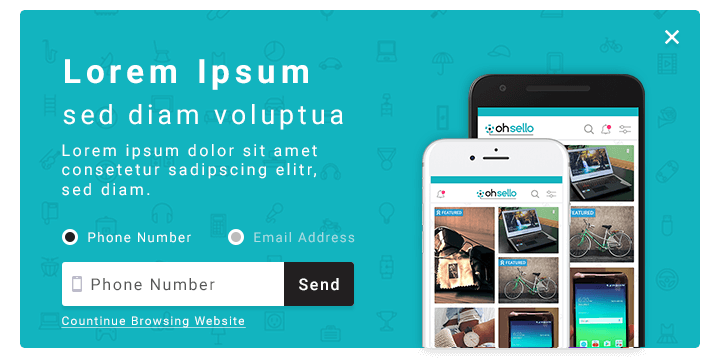 Lorem Ipsum
sed diam voluptua
Lorem ipsum dolor sit amet
consetetur sadipscing elitr,
sed diam.
Phone Number
Email Address
Phone Number
Send
Countinue Browsing Website
ohsello
ohsello
FEATURED
FEATURED
FEATURED